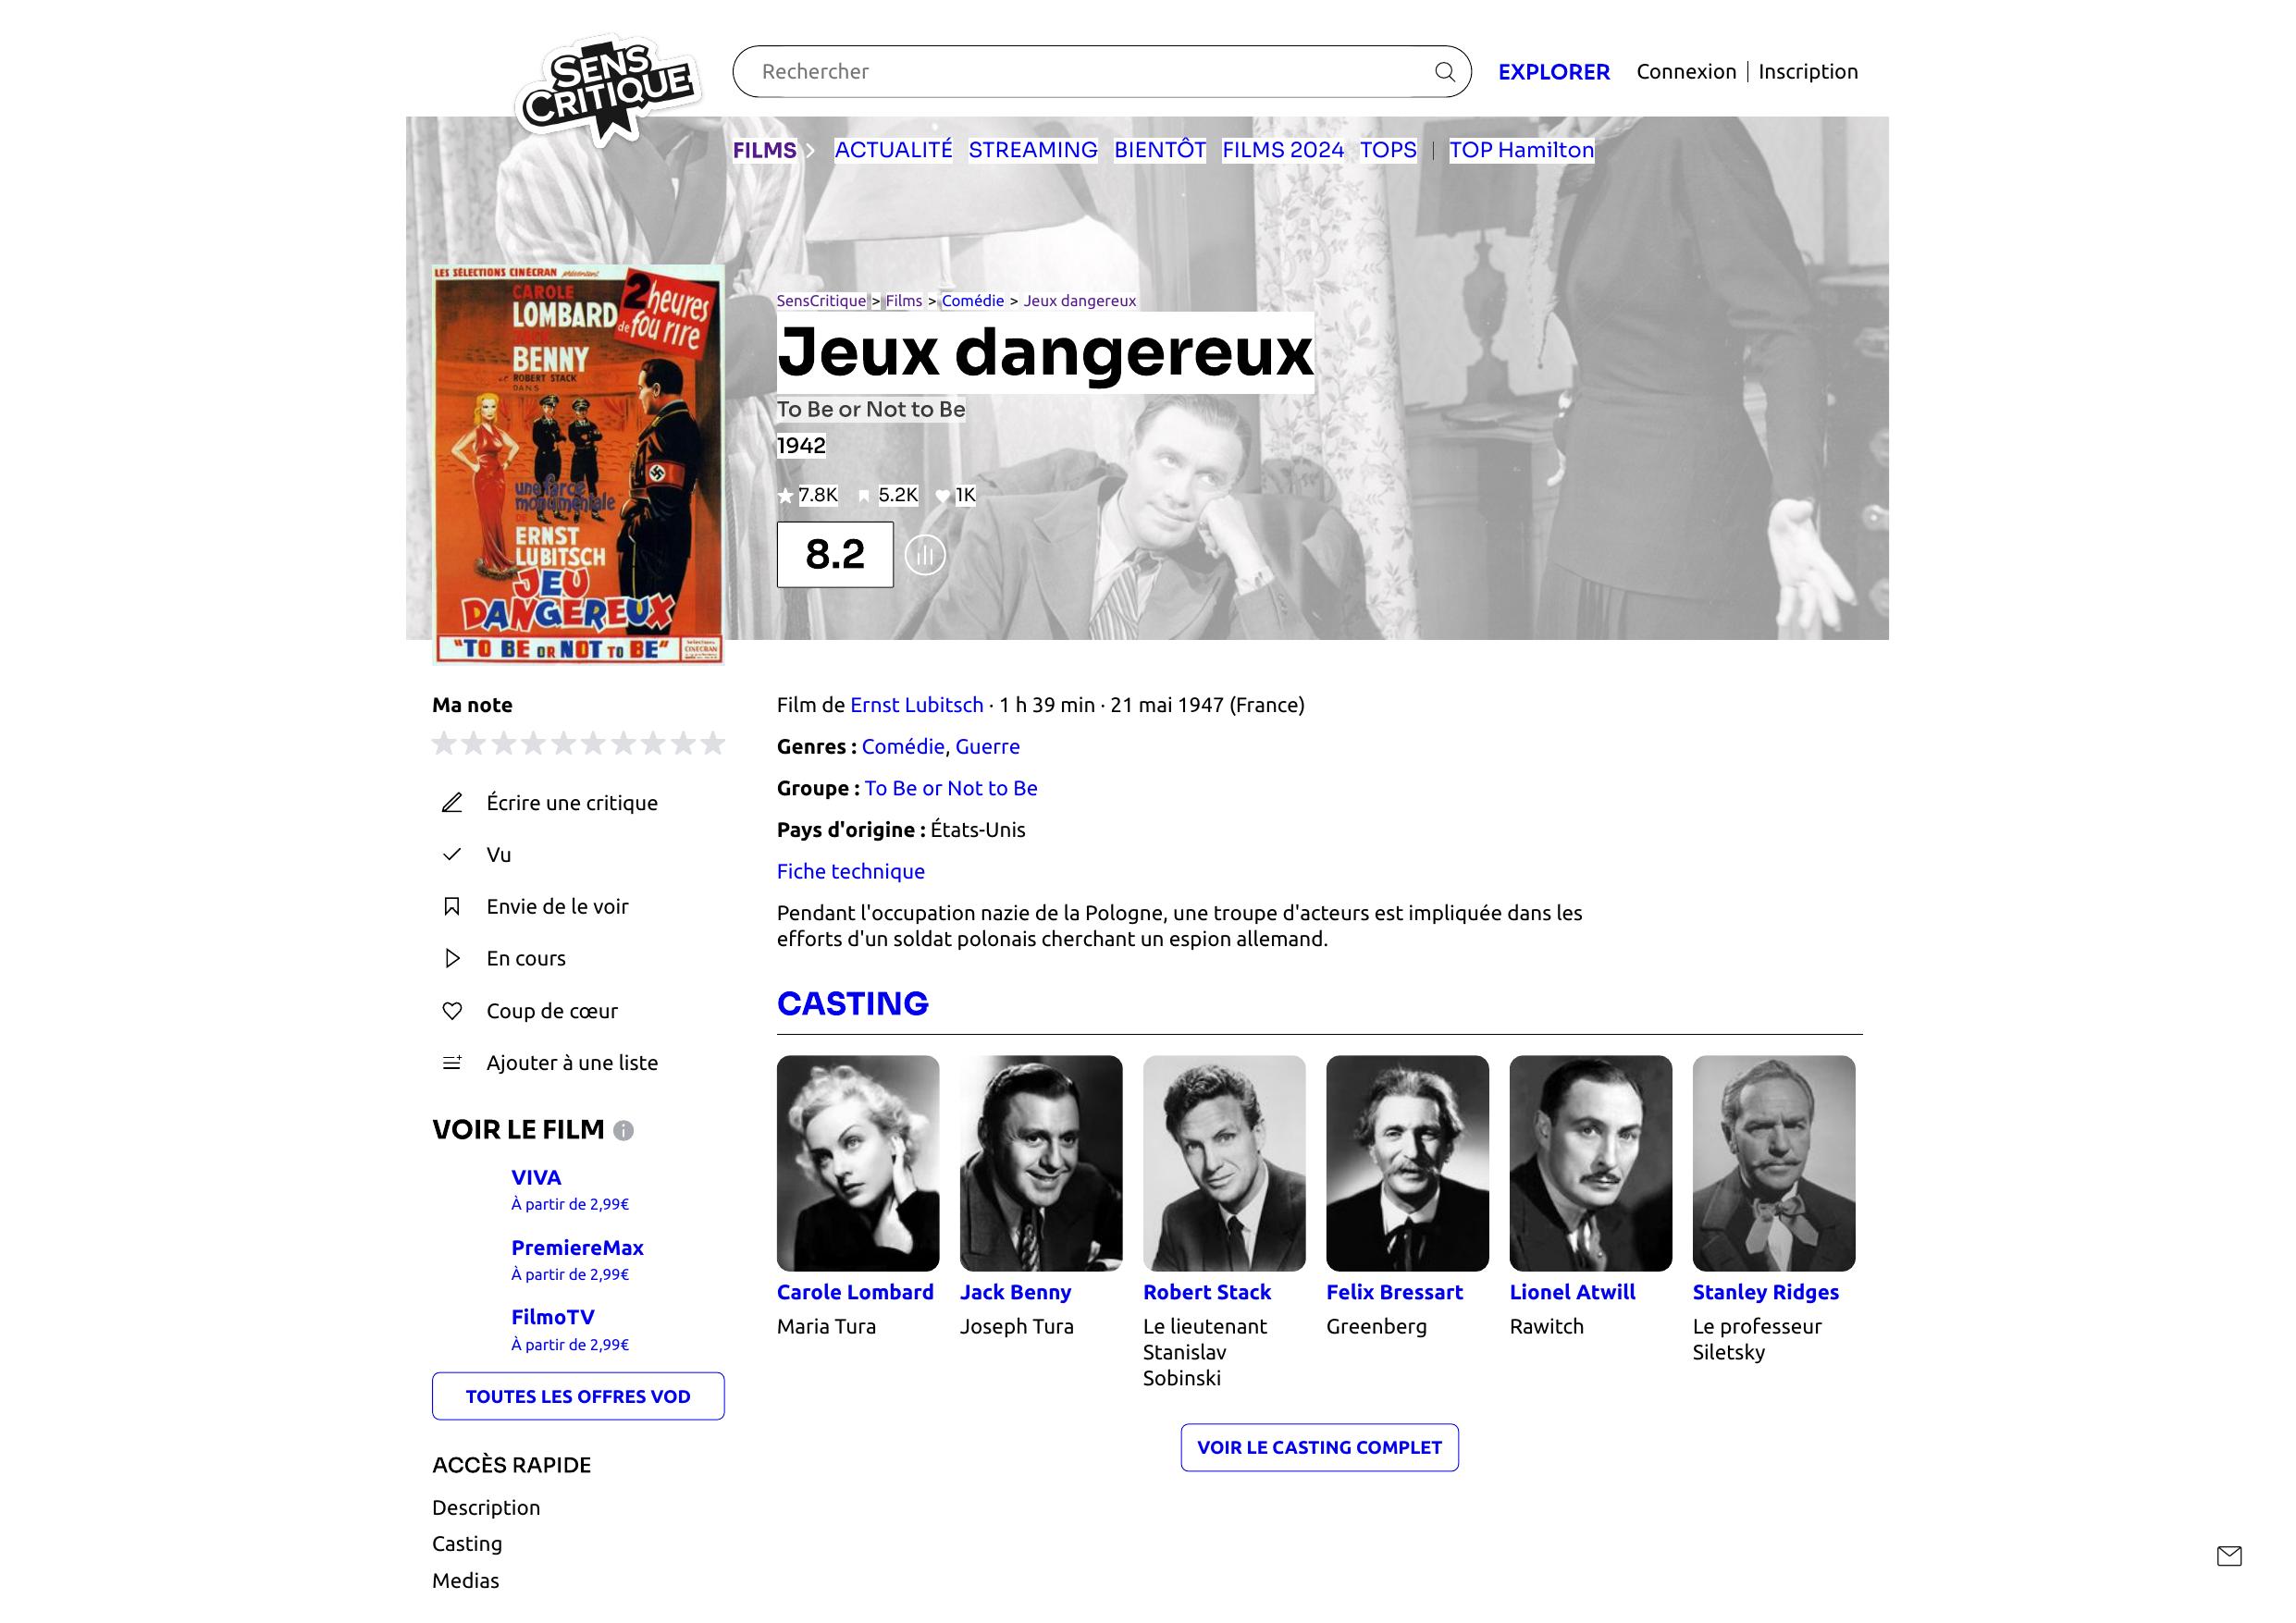 SENS
CRITIQUE
Rechercher
EXPLORER
Connexion | Inscription
FILMS
ACTUALITÉ
STREAMING
BIENTÔT
FILMS 2024
TOPS
TOP Hamilton
LES SÉLECTIONS CINÉCRAN présentent
CAROLE
LOMBARD
2 heures
de fou rire
BENNY
et ROBERT STACK
DANS
une farce
monumentale
DE
ERNST
LUBITSCH
JEU
DANGEREUX
"TO BE OR NOT TO BE"
SensCritique > Films > Comédie > Jeux dangereux
Jeux dangereux
To Be or Not to Be
1942
7.8K 5.2K 1K
8.2
Ma note
Écrire une critique
Vu
Envie de le voir
En cours
Coup de cœur
Ajouter à une liste
VOIR LE FILM
VIVA
À partir de 2,99€
PremiereMax
À partir de 2,99€
FilmoTV
À partir de 2,99€
TOUTES LES OFFRES VOD
ACCÈS RAPIDE
Description
Casting
Medias
Film de Ernst Lubitsch · 1 h 39 min · 21 mai 1947 (France)
Genres : Comédie, Guerre
Groupe : To Be or Not to Be
Pays d'origine : États-Unis
Fiche technique
Pendant l'occupation nazie de la Pologne, une troupe d'acteurs est impliquée dans les
efforts d'un soldat polonais cherchant un espion allemand.
CASTING
Carole Lombard
Maria Tura
Jack Benny
Joseph Tura
Robert Stack
Le lieutenant
Stanislav
Sobinski
Felix Bressart
Greenberg
Lionel Atwill
Rawitch
Stanley Ridges
Le professeur
Siletsky
VOIR LE CASTING COMPLET